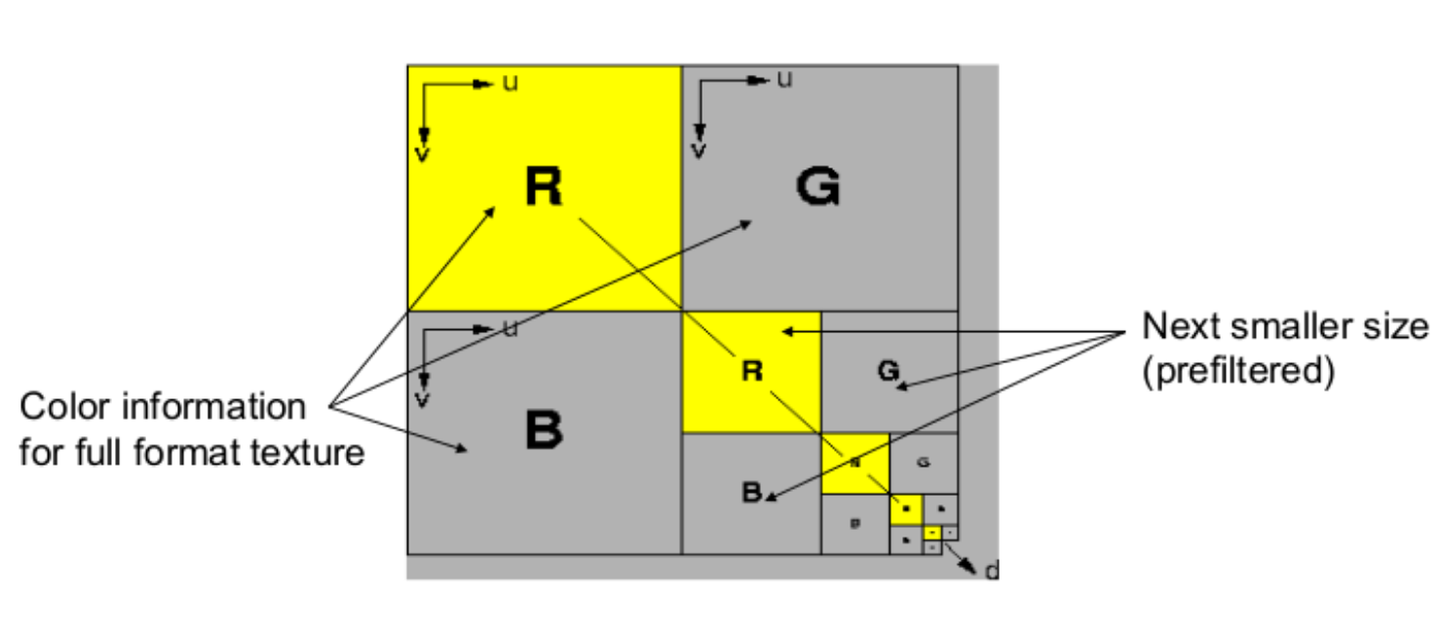 u
u
v
v
R
G
u
Next smaller size
(prefiltered)
R
G
v
Color information
for full format texture
B
R
G
B
B
d